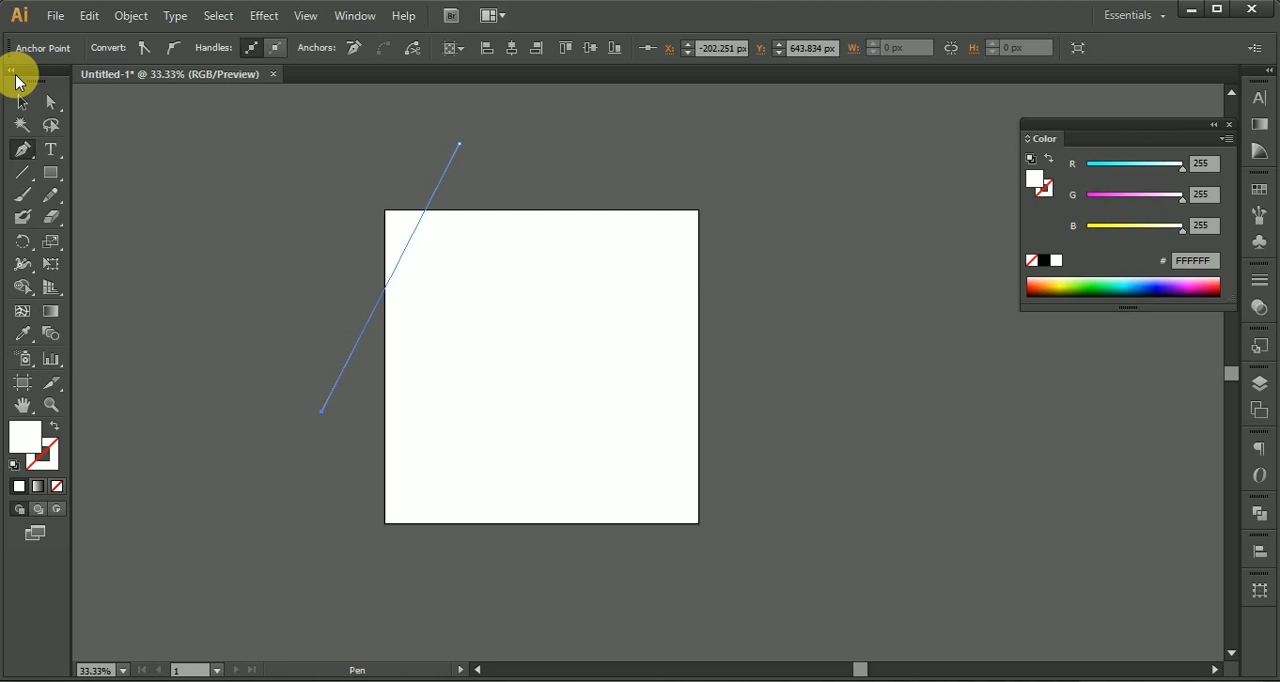 Ai File Edit Object Type Select Effect View Window Help Br Essentials
Anchor Point Convert: Handles: Anchors: X: -202.251 px Y: 643.834 px W: 0 px H: 0 px
Untitled-1* @ 33.33% (RGB/Preview) ×
Color
R 255
G 255
B 255
# FFFFFF
33.33% 1 Pen